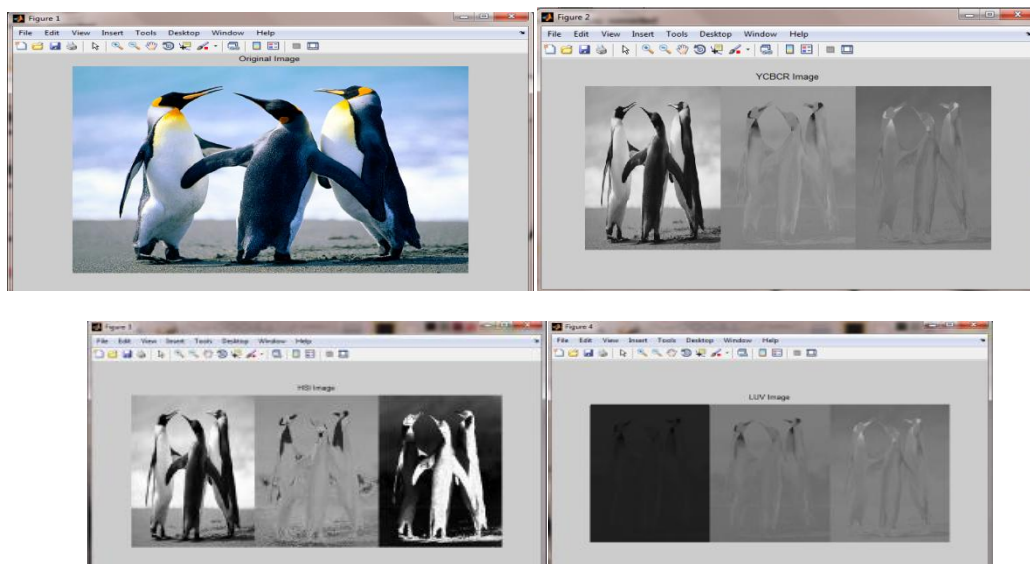 Figure 1
File Edit View Insert Tools Desktop Window Help
Original Image
Figure 2
File Edit View Insert Tools Desktop Window Help
YCBCR Image
Figure 3
File Edit View Insert Tools Desktop Window Help
HSI Image
Figure 4
File Edit View Insert Tools Desktop Window Help
LUV Image